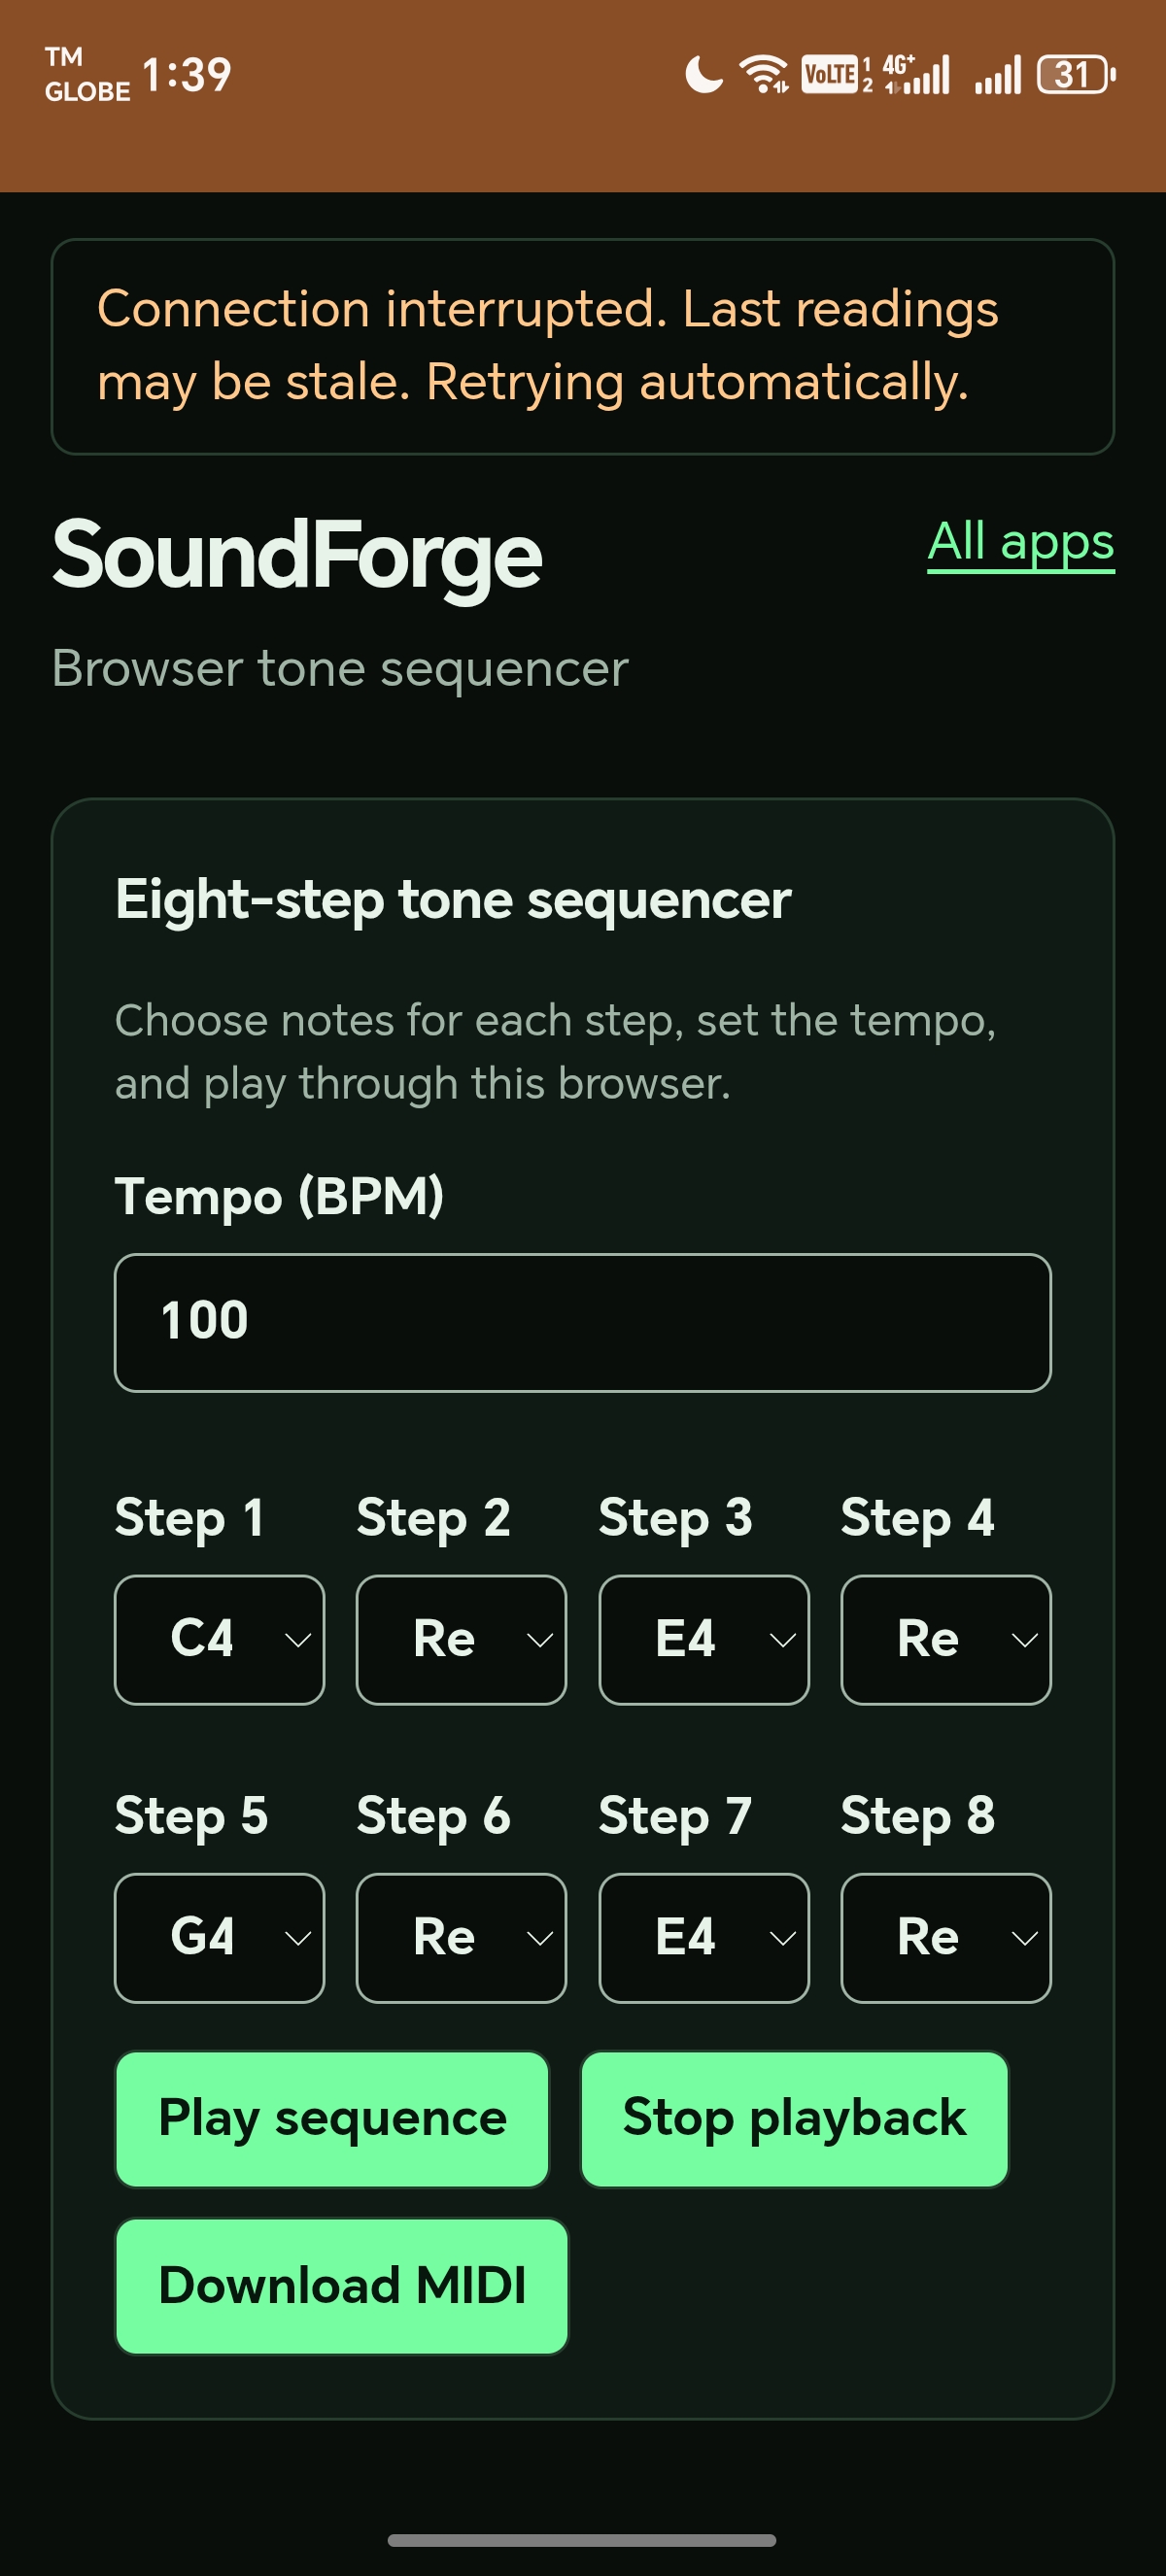 TM
GLOBE 1:39 VoLTE 1 2 4G+ 31
Connection interrupted. Last readings
may be stale. Retrying automatically.
SoundForge All apps
Browser tone sequencer
Eight-step tone sequencer
Choose notes for each step, set the tempo,
and play through this browser.
Tempo (BPM)
100
Step 1 Step 2 Step 3 Step 4
C4 Re E4 Re
Step 5 Step 6 Step 7 Step 8
G4 Re E4 Re
Play sequence Stop playback
Download MIDI